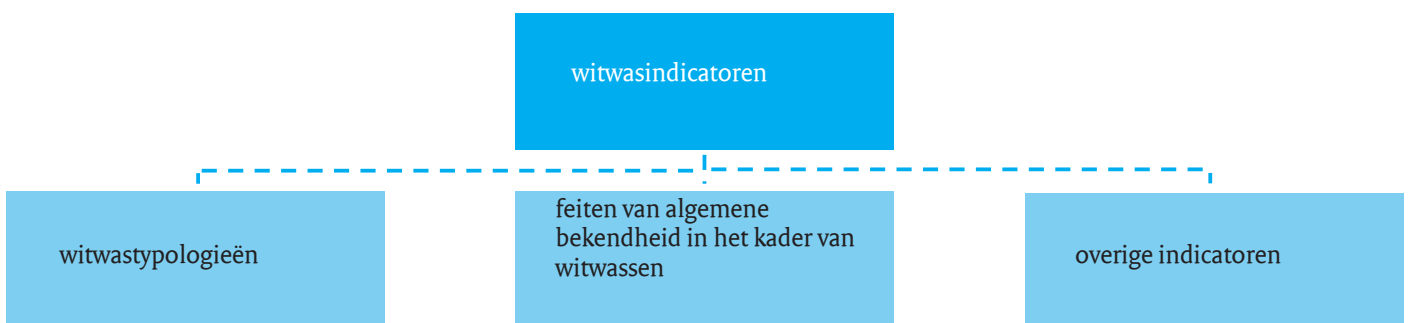 witwasindicatoren
witwastypologieën
feiten van algemene
bekendheid in het kader van
witwassen
overige indicatoren